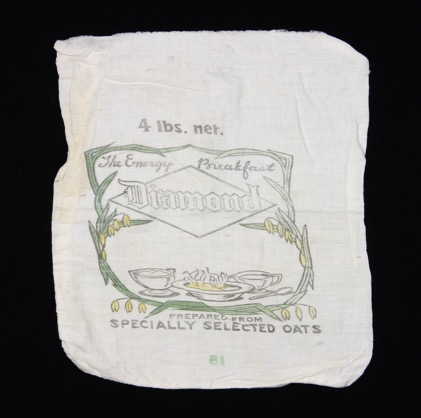 4 lbs. net.
The Energy Breakfast
Diamond
PREPARED FROM
SPECIALLY SELECTED OATS
81